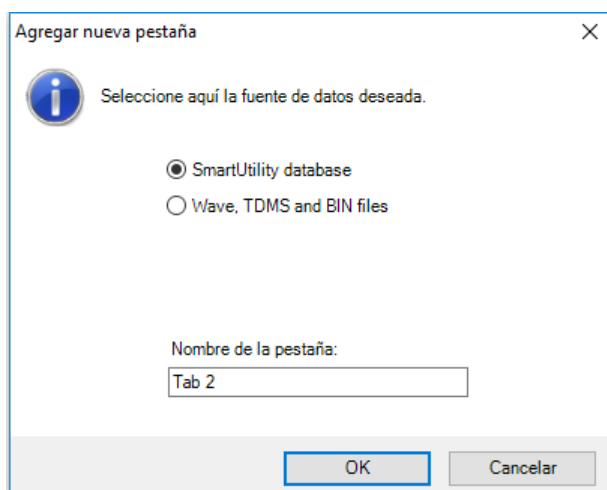 Agregar nueva pestaña
Seleccione aquí la fuente de datos deseada.
SmartUtility database
Wave, TDMS and BIN files
Nombre de la pestaña:
Tab 2
OK
Cancelar